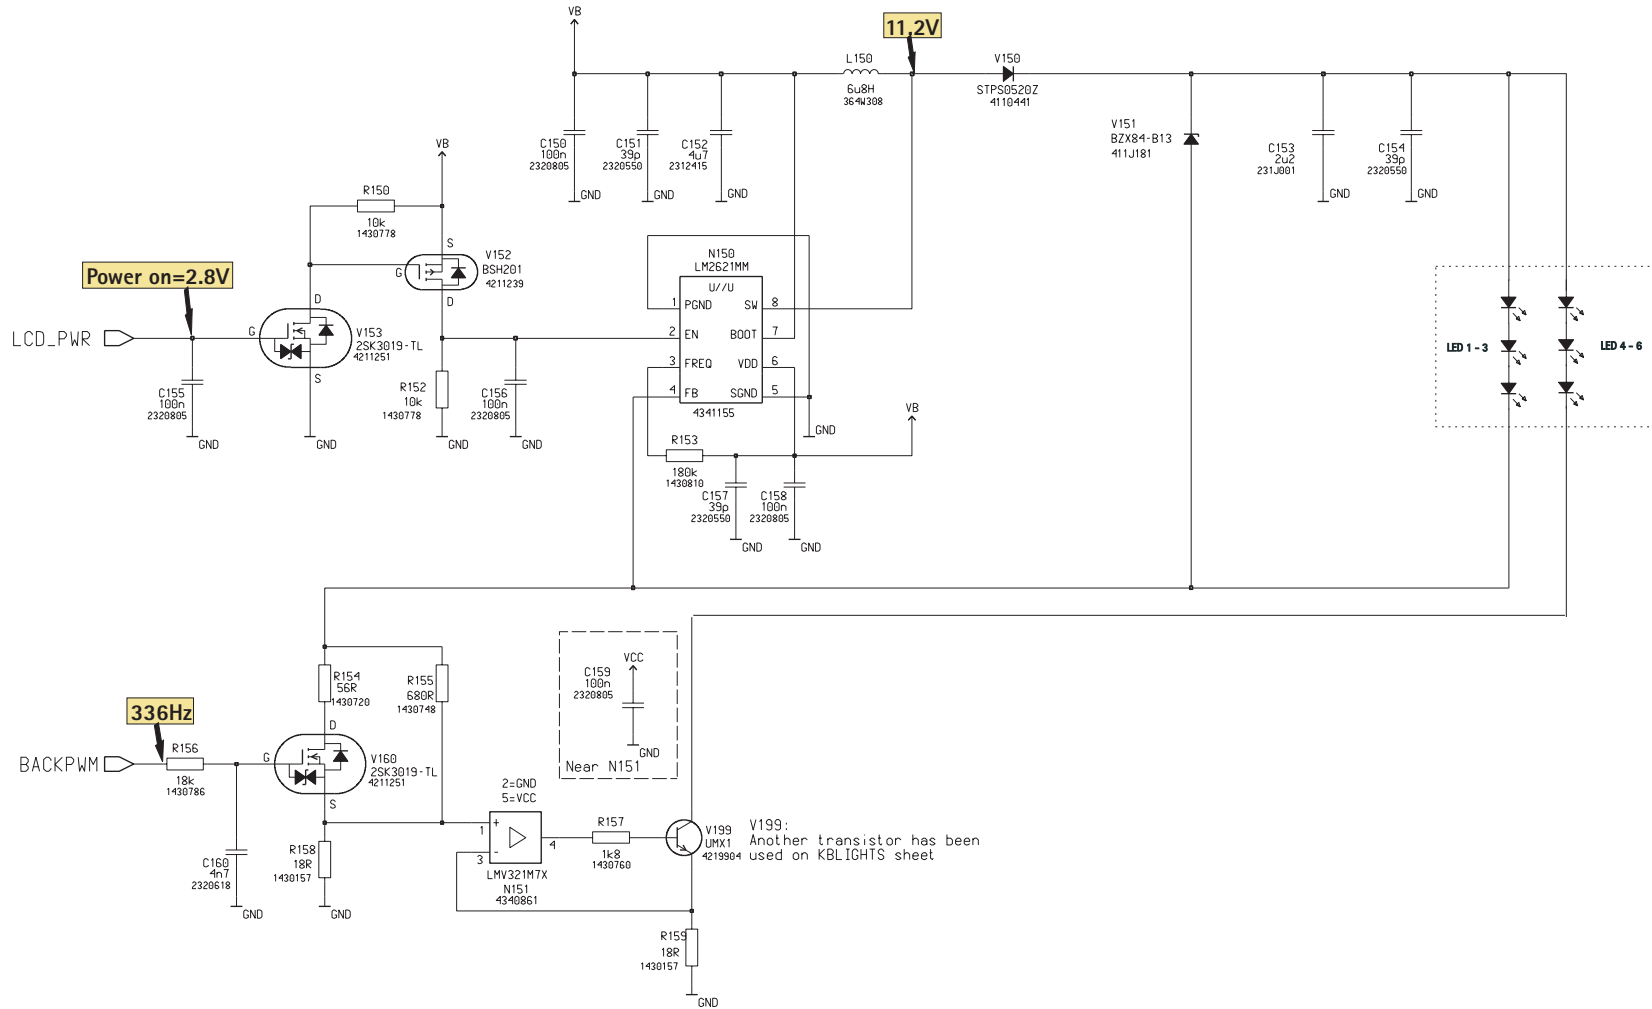 VB
11,2V
L150
6u8H
364W308
V150
STPS0520Z
4110441
C150
100n
2320805
GND
C151
39p
2320550
GND
C152
4u7
2312415
GND
V151
BZX84-B13
411J181
C153
2u2
231J001
GND
C154
39p
2320550
GND
VB
R150
10k
1430778
S
V152
BSH201
4211239
G
D
Power on=2.8V
LCD_PWR
D
G
V153
2SK3019-TL
4211251
S
C155
100n
2320805
GND
GND
R152
10k
1430778
GND
C156
100n
2320805
GND
N150
LM2621MM
U//U
1 PGND SW 8
2 EN BOOT 7
3 FREQ VDD 6
4 FB SGND 5
4341155
GND
VB
R153
180k
1430810
C157
39p
2320550
GND
C158
100n
2320805
GND
LED 1 - 3
LED 4 - 6
R154
56R
1430720
R155
680R
1430748
336Hz
BACKPWM
R156
18k
1430786
D
G
V160
2SK3019-TL
4211251
S
C160
4n7
2320618
GND
R158
18R
1430157
GND
VCC
C159
100n
2320805
GND
Near N151
2=GND
5=VCC
+
1
-
3
4
LMV321M7X
N151
4340861
R157
1k8
1430760
V199
UMX1
4219904
V199:
Another transistor has been
used on KBLIGHTS sheet
R159
18R
1430157
GND